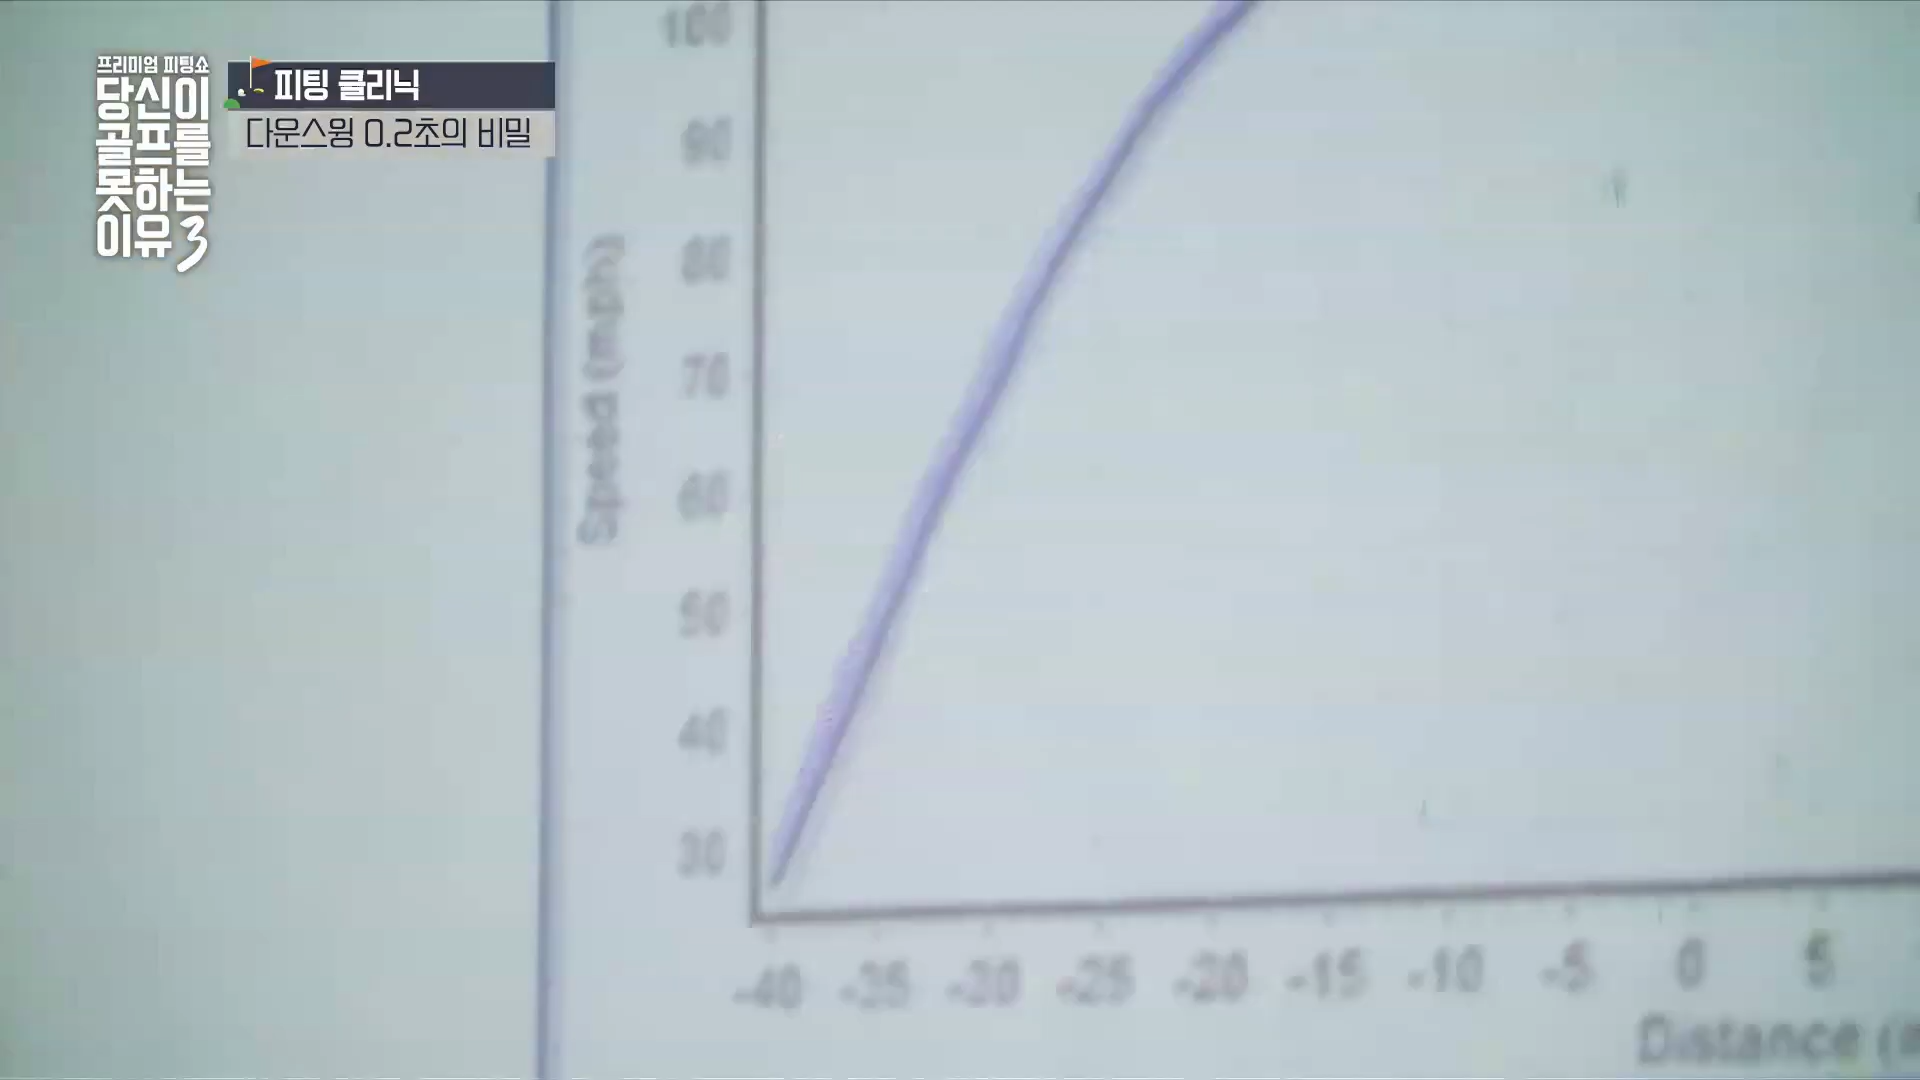 프리미엄 피팅쇼
당신이
골프를
못하는
이유3
피팅 클리닉
다운스윙 0.2초의 비밀
100
90
80
70
60
50
40
30
Speed (mph)
-40 -35 -30 -25 -20 -15 -10 -5 0 5
Distance